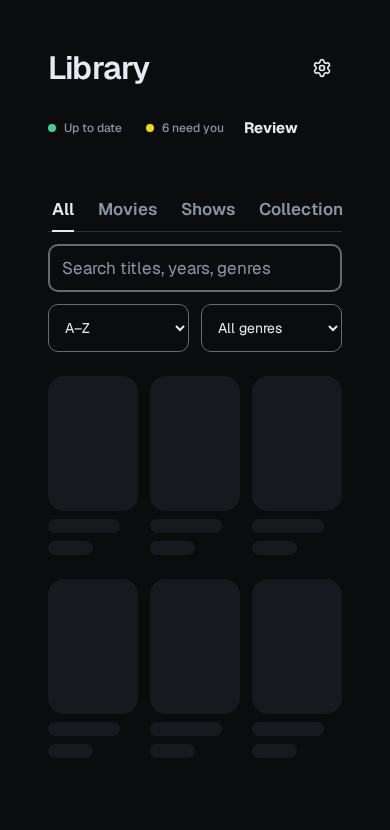 Library
Up to date 6 need you Review
All Movies Shows Collection
Search titles, years, genres
A–Z All genres